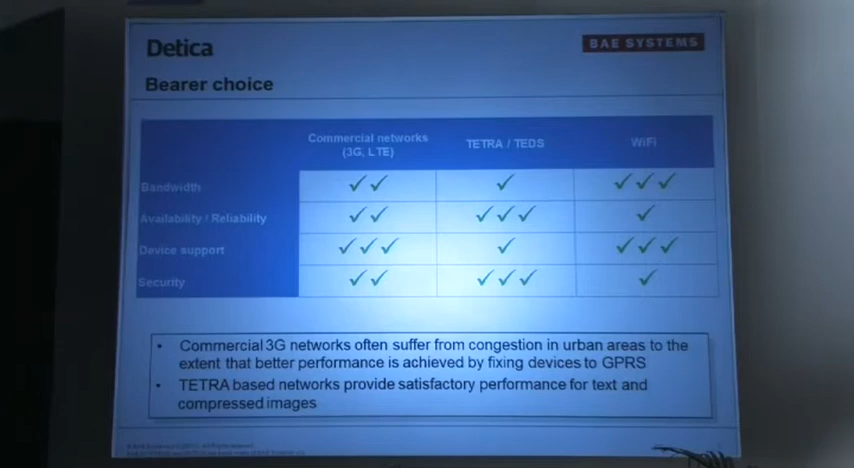 Detica
BAE SYSTEMS
Bearer choice
Commercial networks
(3G, LTE)
TETRA / TEDS
WiFi
Bandwidth ✓✓ ✓ ✓✓✓
Availability / Reliability ✓✓ ✓✓✓ ✓
Device support ✓✓✓ ✓ ✓✓✓
Security ✓✓ ✓✓✓ ✓
• Commercial 3G networks often suffer from congestion in urban areas to the
extent that better performance is achieved by fixing devices to GPRS
• TETRA based networks provide satisfactory performance for text and
compressed images